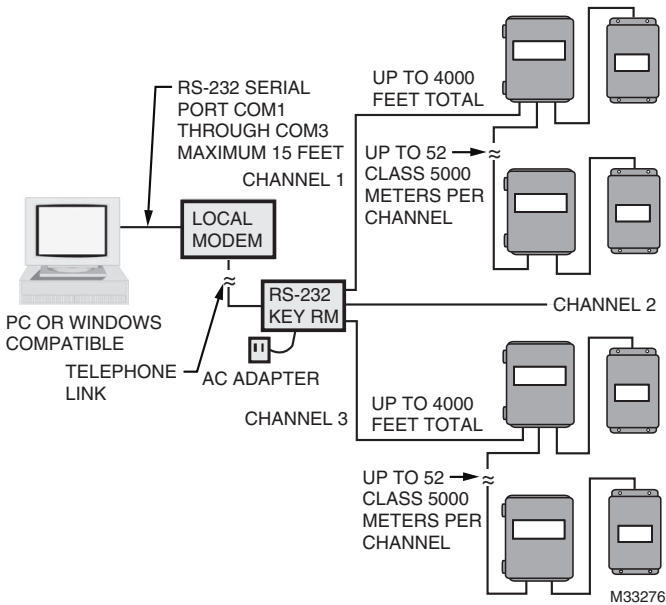 RS-232 SERIAL
PORT COM1
THROUGH COM3
MAXIMUM 15 FEET
CHANNEL 1
UP TO 4000
FEET TOTAL
UP TO 52
CLASS 5000
METERS PER
CHANNEL
LOCAL
MODEM
RS-232
KEY RM
CHANNEL 2
PC OR WINDOWS
COMPATIBLE
TELEPHONE
LINK
AC ADAPTER
CHANNEL 3
UP TO 4000
FEET TOTAL
UP TO 52
CLASS 5000
METERS PER
CHANNEL
M33276